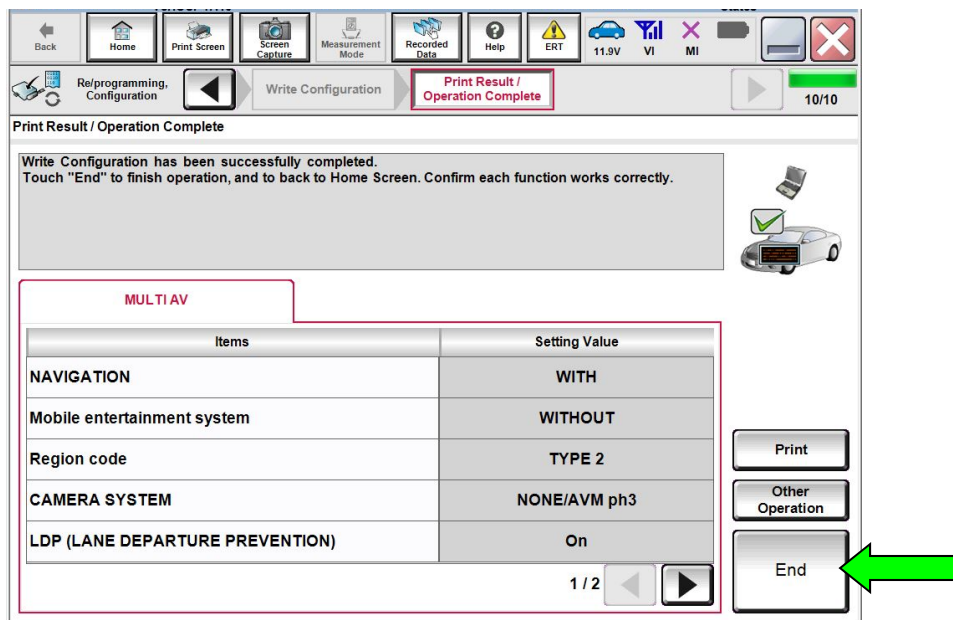 Back
Home
Print Screen
Screen
Capture
Measurement
Mode
Recorded
Data
Help
ERT
11.9V
VI
MI
Re/programming,
Configuration
Write Configuration
Print Result /
Operation Complete
10/10
Print Result / Operation Complete
Write Configuration has been successfully completed.
Touch "End" to finish operation, and to back to Home Screen. Confirm each function works correctly.
MULTI AV
Items Setting Value
NAVIGATION WITH
Mobile entertainment system WITHOUT
Region code TYPE 2
CAMERA SYSTEM NONE/AVM ph3
LDP (LANE DEPARTURE PREVENTION) On
1 / 2
Print
Other
Operation
End